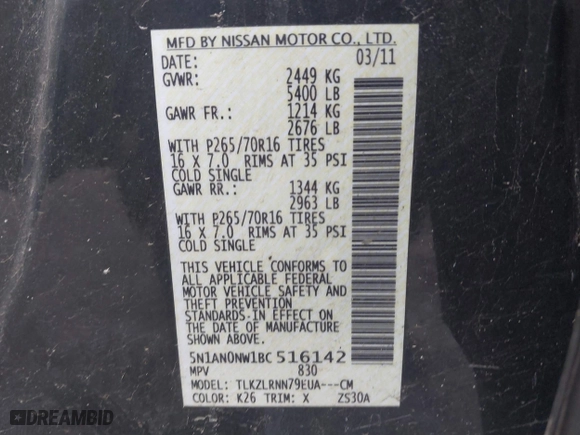 MFD BY NISSAN MOTOR CO., LTD.
DATE: 03/11
GVWR: 2449 KG
5400 LB
GAWR FR.: 1214 KG
2676 LB
WITH P265/70R16 TIRES
16 X 7.0 RIMS AT 35 PSI
COLD SINGLE
GAWR RR.: 1344 KG
2963 LB
WITH P265/70R16 TIRES
16 X 7.0 RIMS AT 35 PSI
COLD SINGLE
THIS VEHICLE CONFORMS TO
ALL APPLICABLE FEDERAL
MOTOR VEHICLE SAFETY AND
THEFT PREVENTION
STANDARDS IN EFFECT ON
THE DATE OF MANUFACTURE
SHOWN ABOVE.
5N1AN0NW1BC 516142
MPV 830
MODEL: TLKZLRNN79EUA---CM
COLOR: K26 TRIM: X ZS30A
DREAMBID